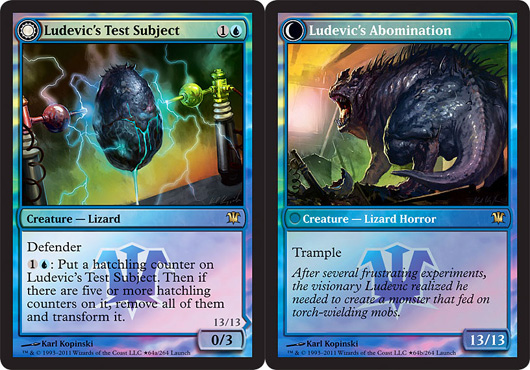 Ludevic's Test Subject 1
Creature — Lizard
Defender
1 : Put a hatchling counter on
Ludevic's Test Subject. Then if
there are five or more hatchling
counters on it, remove all of them
and transform it.
13/13
0/3
Karl Kopinski
™ & © 1993–2011 Wizards of the Coast LLC ★64a/264 Launch
Ludevic's Abomination
Creature — Lizard Horror
Trample
After several frustrating experiments,
the visionary Ludevic realized he
needed to create a monster that fed on
torch-wielding mobs.
13/13
Karl Kopinski
™ & © 1993–2011 Wizards of the Coast LLC ★64b/264 Launch